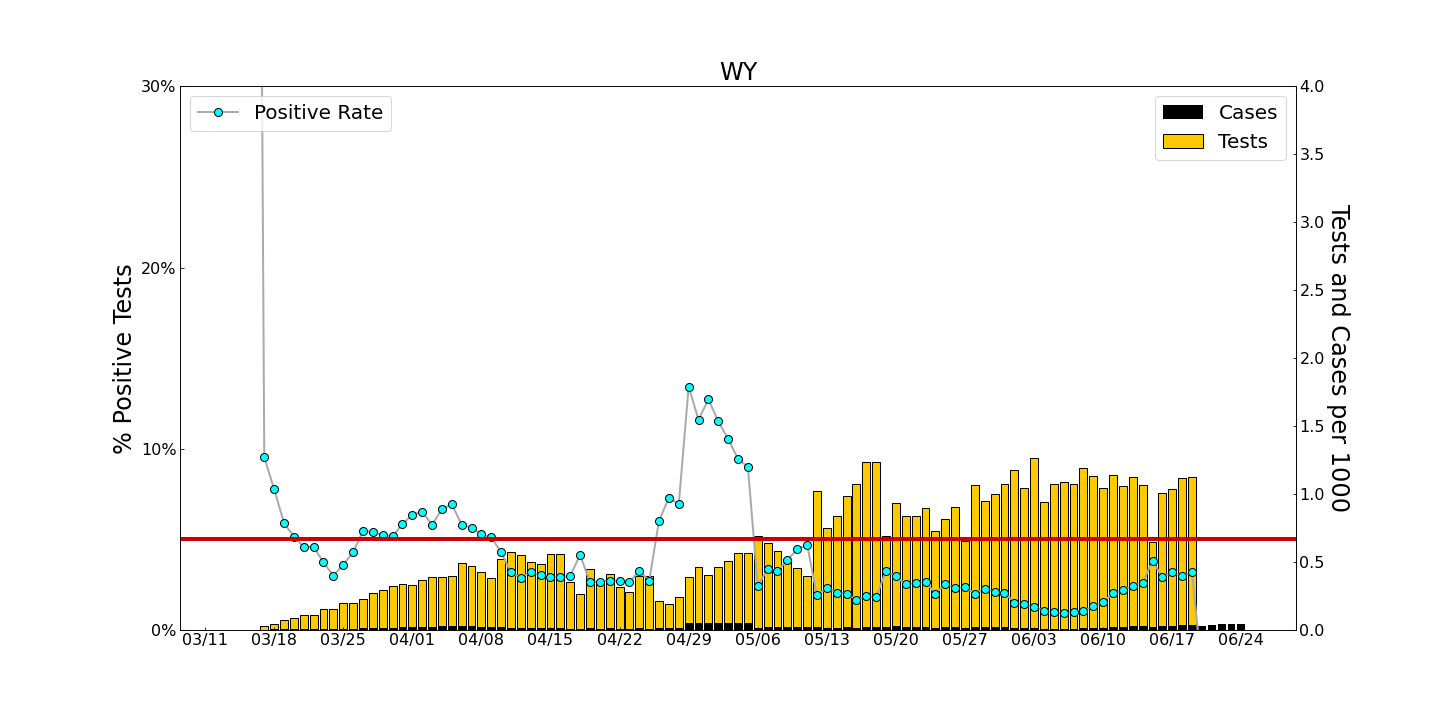 WY
Positive Rate
Cases
Tests
% Positive Tests
30%
20%
10%
0%
Tests and Cases per 1000
4.0
3.5
3.0
2.5
2.0
1.5
1.0
0.5
0.0
03/11 03/18 03/25 04/01 04/08 04/15 04/22 04/29 05/06 05/13 05/20 05/27 06/03 06/10 06/17 06/24